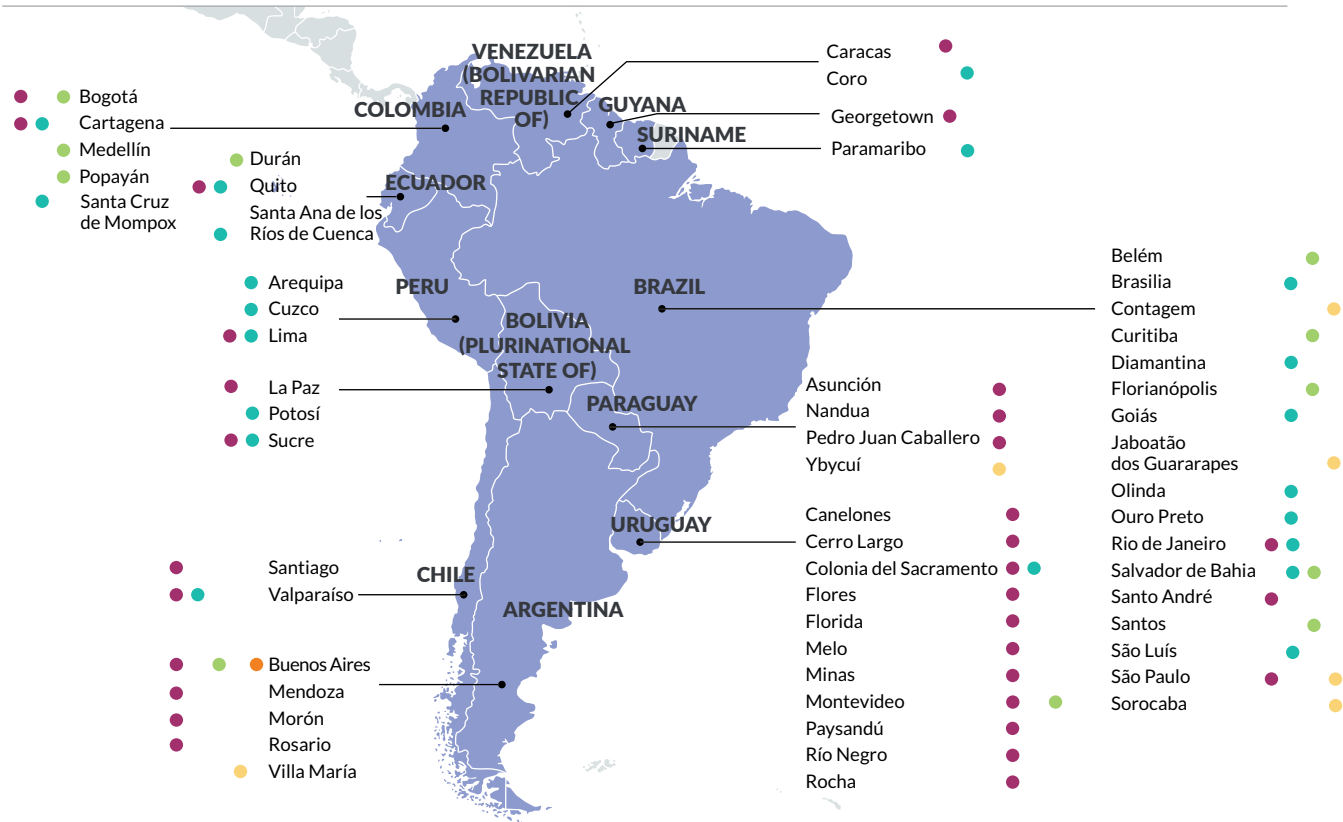 VENEZUELA
(BOLIVARIAN
REPUBLIC
OF)
Caracas
Coro
GUYANA
Georgetown
SURINAME
Paramaribo
COLOMBIA
Bogotá
Cartagena
Medellín
Popayán
Santa Cruz
de Mompox
ECUADOR
Durán
Quito
Santa Ana de los
Ríos de Cuenca
PERU
Arequipa
Cuzco
Lima
BOLIVIA
(PLURINATIONAL
STATE OF)
La Paz
Potosí
Sucre
BRAZIL
Belém
Brasilia
Contagem
Curitiba
Diamantina
Florianópolis
Goiás
Jaboatão
dos Guararapes
Olinda
Ouro Preto
Rio de Janeiro
Salvador de Bahia
Santo André
Santos
São Luís
São Paulo
Sorocaba
PARAGUAY
Asunción
Nandua
Pedro Juan Caballero
Ybycuí
URUGUAY
Canelones
Cerro Largo
Colonia del Sacramento
Flores
Florida
Melo
Minas
Montevideo
Paysandú
Río Negro
Rocha
CHILE
Santiago
Valparaíso
ARGENTINA
Buenos Aires
Mendoza
Morón
Rosario
Villa María